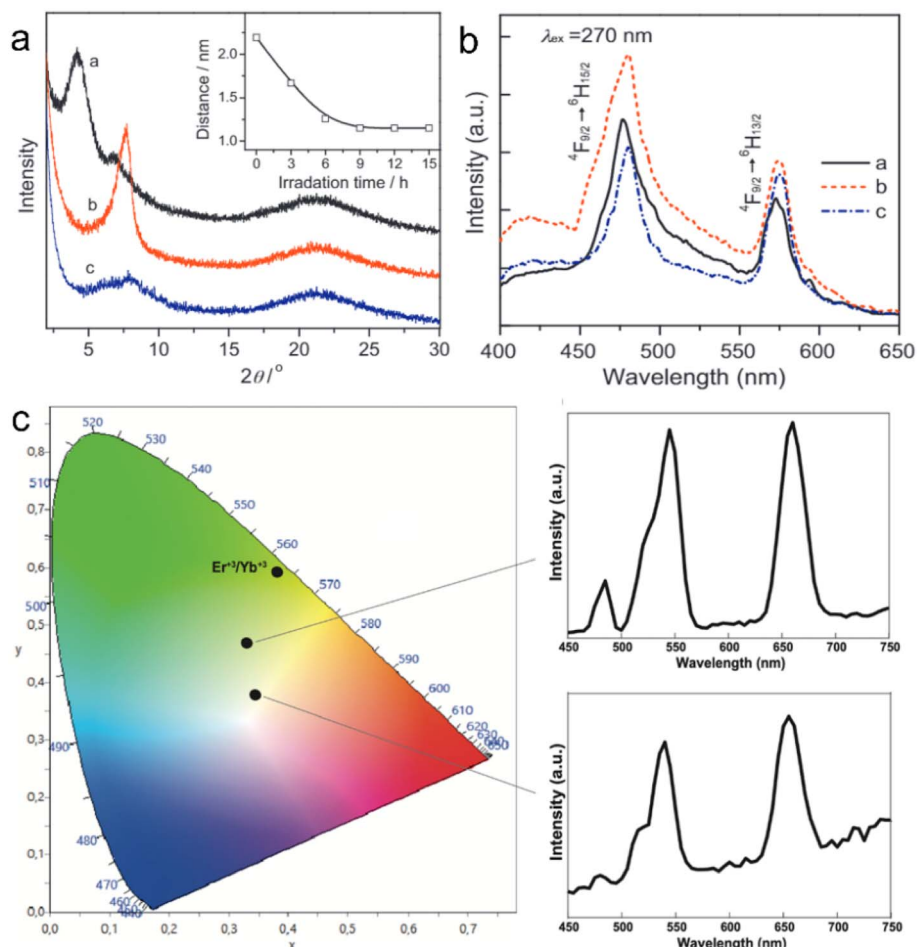 a
Intensity
a
b
c
5
10
15
20
25
30
2θ/°
Distance / nm
2.0
1.5
1.0
0
3
6
9
12
15
Irradation time / h
b
λex =270 nm
Intensity (a.u.)
⁴F9/2→⁶H15/2
⁴F9/2→⁶H13/2
a
b
c
400
450
500
550
600
650
Wavelength (nm)
c
0,8
0,7
0,6
0,5
y
0,4
0,3
0,2
0,1
0,0
0,0
0,1
0,2
0,3
0,4
0,5
0,6
0,7
x
520
530
540
550
560
570
580
590
600
610
620
630
510
500
490
480
470
460
Er⁺³/Yb⁺³
Intensity (a.u.)
450
500
550
600
650
700
750
Wavelength (nm)
Intensity (a.u.)
450
500
550
600
650
700
750
Wavelength (nm)